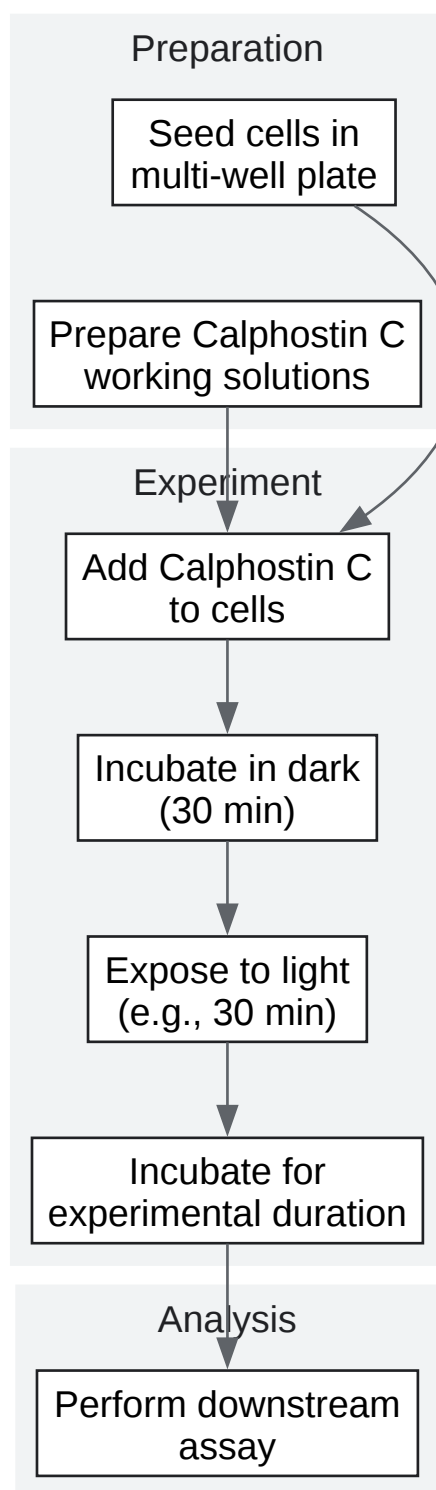 Preparation
Seed cells in
multi-well plate
Prepare Calphostin C
working solutions
Experiment
Add Calphostin C
to cells
Incubate in dark
(30 min)
Expose to light
(e.g., 30 min)
Incubate for
experimental duration
Analysis
Perform downstream
assay